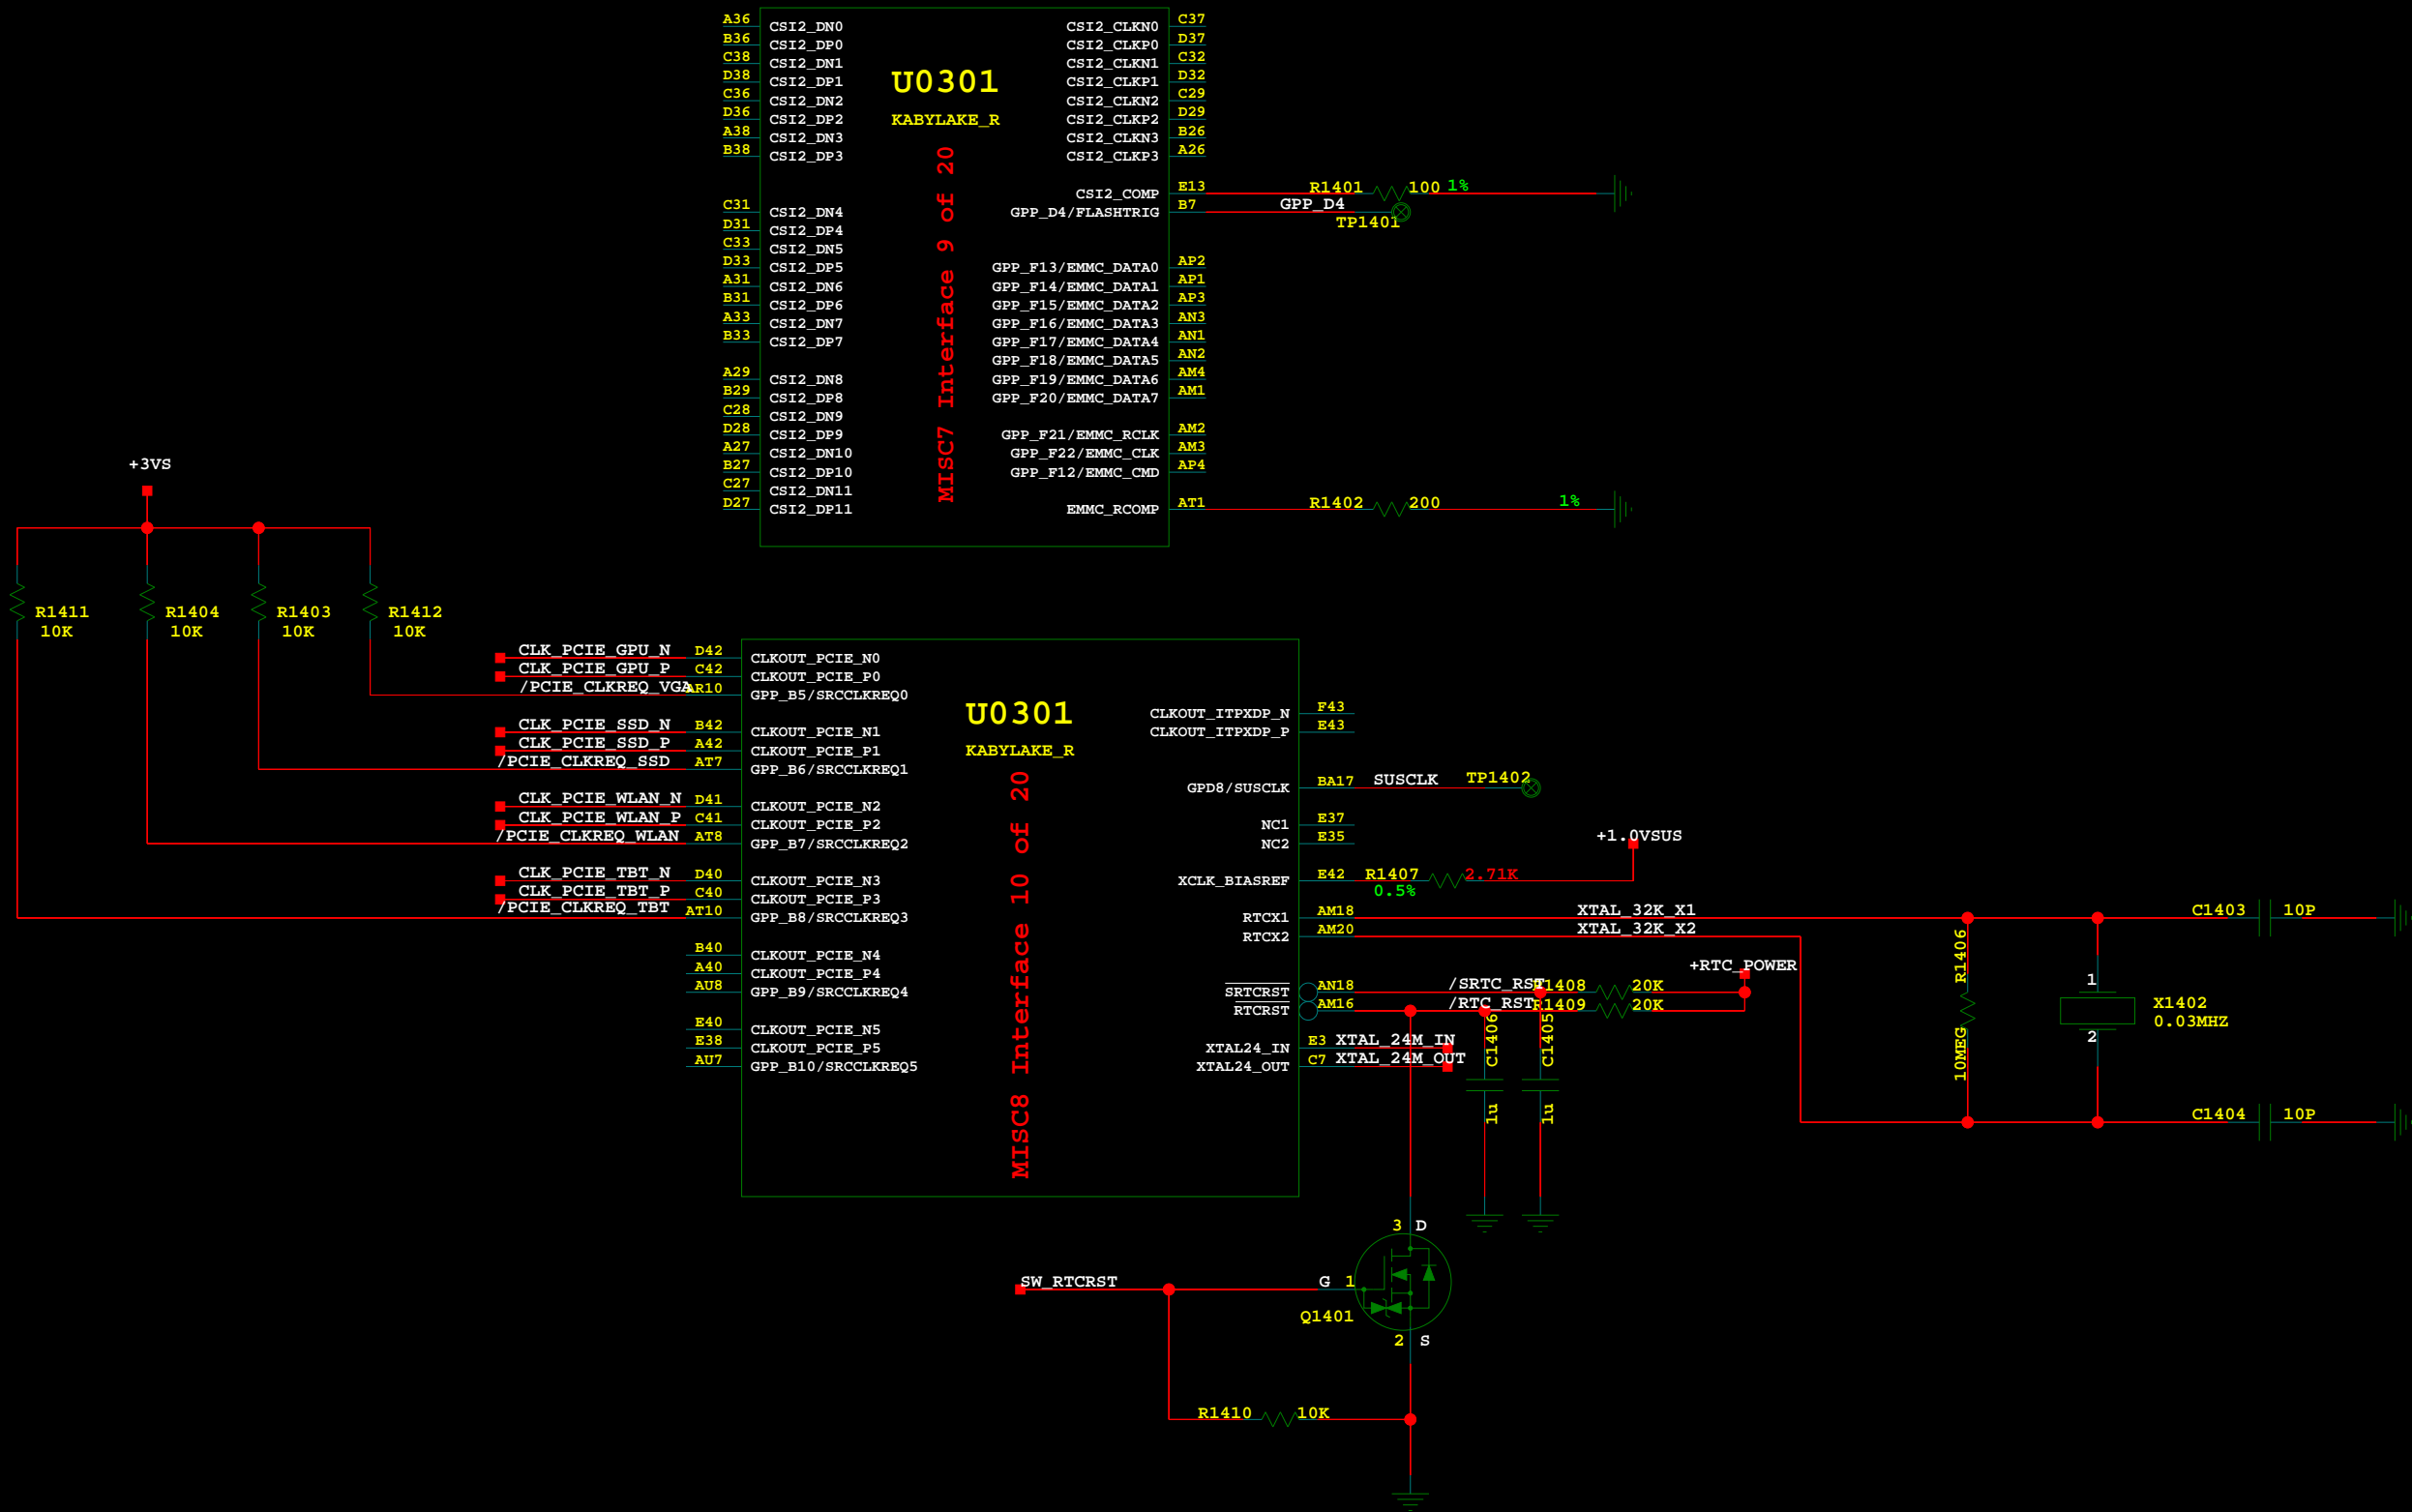 A36 CSI2_DN0 CSI2_CLKN0 C37
B36 CSI2_DP0 CSI2_CLKP0 D37
C38 CSI2_DN1 CSI2_CLKN1 C32
D38 CSI2_DP1 U0301 CSI2_CLKP1 D32
C36 CSI2_DN2 CSI2_CLKN2 C29
D36 CSI2_DP2 KABYLAKE_R CSI2_CLKP2 D29
A38 CSI2_DN3 CSI2_CLKN3 B26
B38 CSI2_DP3 CSI2_CLKP3 A26
MISC7 Interface 9 of 20
CSI2_COMP E13 R1401 100 1%
C31 CSI2_DN4 GPP_D4/FLASHTRIG B7 GPP_D4
D31 CSI2_DP4 TP1401
C33 CSI2_DN5
D33 CSI2_DP5 GPP_F13/EMMC_DATA0 AP2
A31 CSI2_DN6 GPP_F14/EMMC_DATA1 AP1
B31 CSI2_DP6 GPP_F15/EMMC_DATA2 AP3
A33 CSI2_DN7 GPP_F16/EMMC_DATA3 AN3
B33 CSI2_DP7 GPP_F17/EMMC_DATA4 AN1
GPP_F18/EMMC_DATA5 AN2
A29 CSI2_DN8 GPP_F19/EMMC_DATA6 AM4
B29 CSI2_DP8 GPP_F20/EMMC_DATA7 AM1
C28 CSI2_DN9
D28 CSI2_DP9 GPP_F21/EMMC_RCLK AM2
A27 CSI2_DN10 GPP_F22/EMMC_CLK AM3
B27 CSI2_DP10 GPP_F12/EMMC_CMD AP4
C27 CSI2_DN11
D27 CSI2_DP11 EMMC_RCOMP AT1 R1402 200 1%
+3VS
R1411 R1404 R1403 R1412
10K 10K 10K 10K
CLK_PCIE_GPU_N D42 CLKOUT_PCIE_N0
CLK_PCIE_GPU_P C42 CLKOUT_PCIE_P0
/PCIE_CLKREQ_VGA AR10 GPP_B5/SRCCLKREQ0
U0301 CLKOUT_ITPXDP_N F43
CLK_PCIE_SSD_N B42 CLKOUT_PCIE_N1 CLKOUT_ITPXDP_P E43
CLK_PCIE_SSD_P A42 CLKOUT_PCIE_P1 KABYLAKE_R
/PCIE_CLKREQ_SSD AT7 GPP_B6/SRCCLKREQ1
MISC8 Interface 10 of 20
GPD8/SUSCLK BA17 SUSCLK TP1402
CLK_PCIE_WLAN_N D41 CLKOUT_PCIE_N2
CLK_PCIE_WLAN_P C41 CLKOUT_PCIE_P2 NC1 E37
/PCIE_CLKREQ_WLAN AT8 GPP_B7/SRCCLKREQ2 NC2 E35
+1.0VSUS
CLK_PCIE_TBT_N D40 CLKOUT_PCIE_N3 XCLK_BIASREF E42 R1407 2.71K
0.5%
CLK_PCIE_TBT_P C40 CLKOUT_PCIE_P3
/PCIE_CLKREQ_TBT AT10 GPP_B8/SRCCLKREQ3 RTCX1 AM18 XTAL_32K_X1 C1403 10P
RTCX2 AM20 XTAL_32K_X2
B40 CLKOUT_PCIE_N4
A40 CLKOUT_PCIE_P4 +RTC_POWER
AU8 GPP_B9/SRCCLKREQ4 SRTCRST AN18 /SRTC_RST R1408 20K
RTCRST AM16 /RTC_RST R1409 20K
R1406
10MEG
1
X1402
0.03MHZ
2
E40 CLKOUT_PCIE_N5
E38 CLKOUT_PCIE_P5 XTAL24_IN E3 XTAL_24M_IN
AU7 GPP_B10/SRCCLKREQ5 XTAL24_OUT C7 XTAL_24M_OUT
C1406 C1405
1u 1u
C1404 10P
3 D
SW_RTCRST G 1
Q1401
2 S
R1410 10K